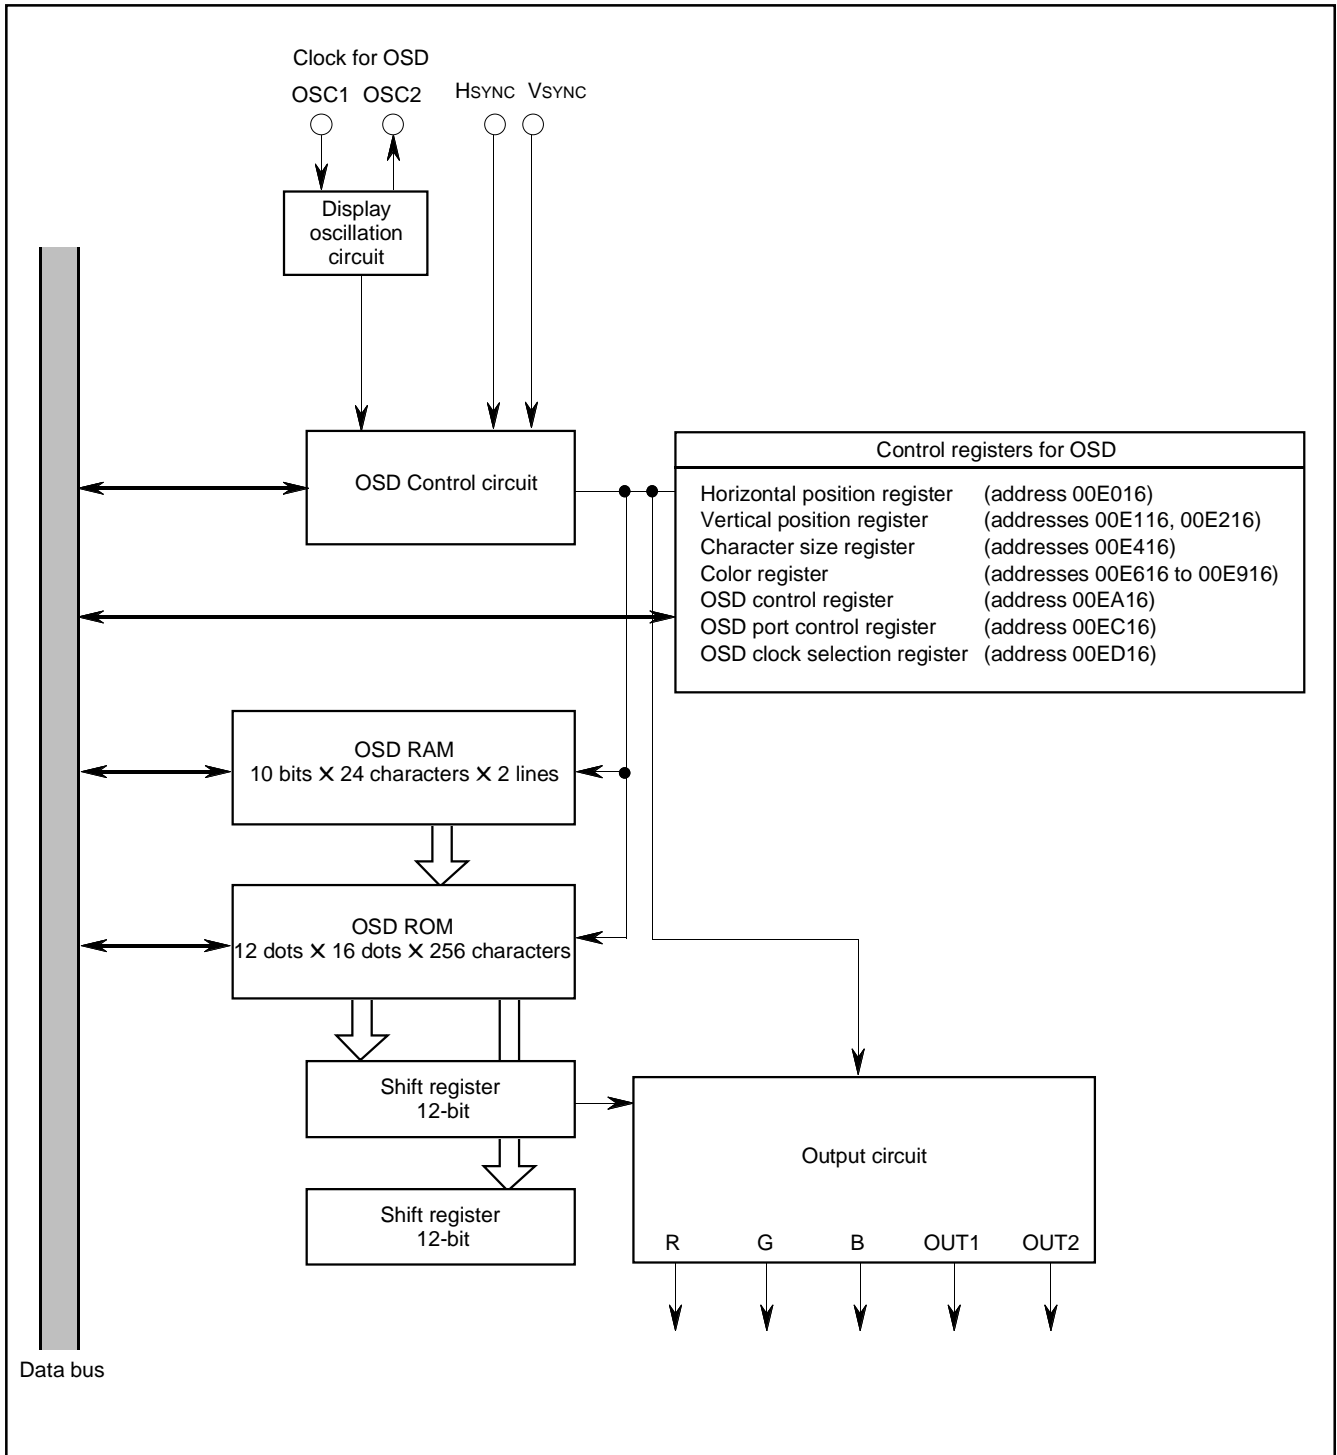 Clock for OSD
OSC1 OSC2 HSYNC VSYNC
Display
oscillation
circuit
OSD Control circuit
Control registers for OSD
Horizontal position register (address 00E016)
Vertical position register (addresses 00E116, 00E216)
Character size register (addresses 00E416)
Color register (addresses 00E616 to 00E916)
OSD control register (address 00EA16)
OSD port control register (address 00EC16)
OSD clock selection register (address 00ED16)
OSD RAM
10 bits × 24 characters × 2 lines
OSD ROM
12 dots × 16 dots × 256 characters
Shift register
12-bit
Output circuit
Shift register
12-bit
R G B OUT1 OUT2
Data bus